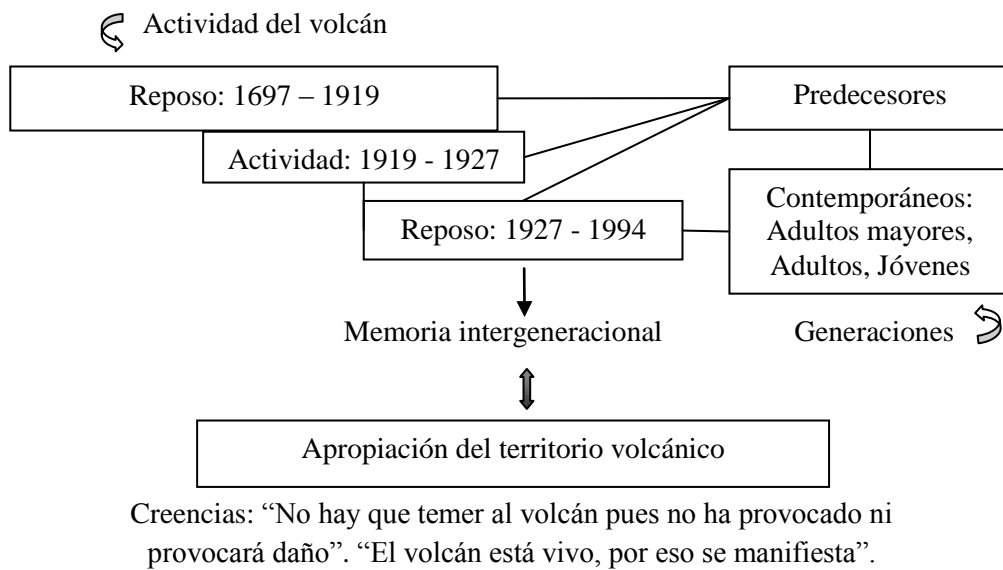 Actividad del volcán
Reposo: 1697 – 1919
Predecesores
Actividad: 1919 - 1927
Contemporáneos:
Adultos mayores,
Adultos, Jóvenes
Reposo: 1927 - 1994
Memoria intergeneracional
Generaciones
Apropiación del territorio volcánico
Creencias: “No hay que temer al volcán pues no ha provocado ni
provocará daño”. “El volcán está vivo, por eso se manifiesta”.